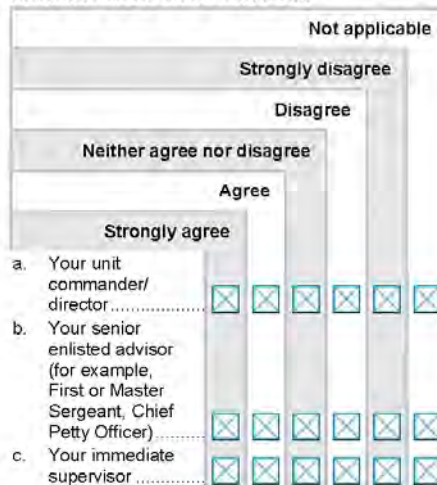 Not applicable
Strongly disagree
Disagree
Neither agree nor disagree
Agree
Strongly agree
a. Your unit
commander/
director
b. Your senior
enlisted advisor
(for example,
First or Master
Sergeant, Chief
Petty Officer)
c. Your immediate
supervisor